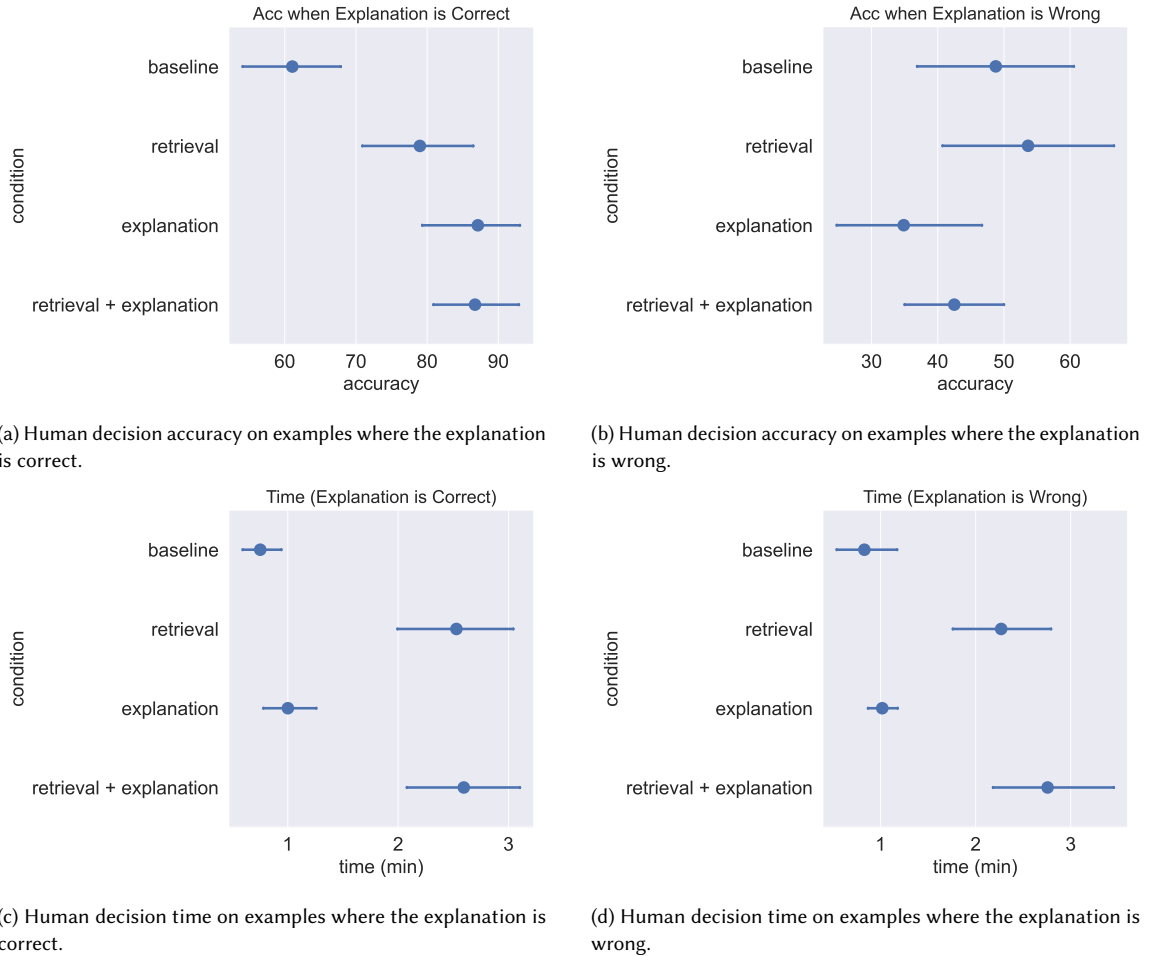 Acc when Explanation is Correct
condition
baseline
retrieval
explanation
retrieval + explanation
60 70 80 90
accuracy
(a) Human decision accuracy on examples where the explanation
is correct.
Acc when Explanation is Wrong
condition
baseline
retrieval
explanation
retrieval + explanation
30 40 50 60
accuracy
(b) Human decision accuracy on examples where the explanation
is wrong.
Time (Explanation is Correct)
condition
baseline
retrieval
explanation
retrieval + explanation
1 2 3
time (min)
(c) Human decision time on examples where the explanation is
correct.
Time (Explanation is Wrong)
condition
baseline
retrieval
explanation
retrieval + explanation
1 2 3
time (min)
(d) Human decision time on examples where the explanation is
wrong.